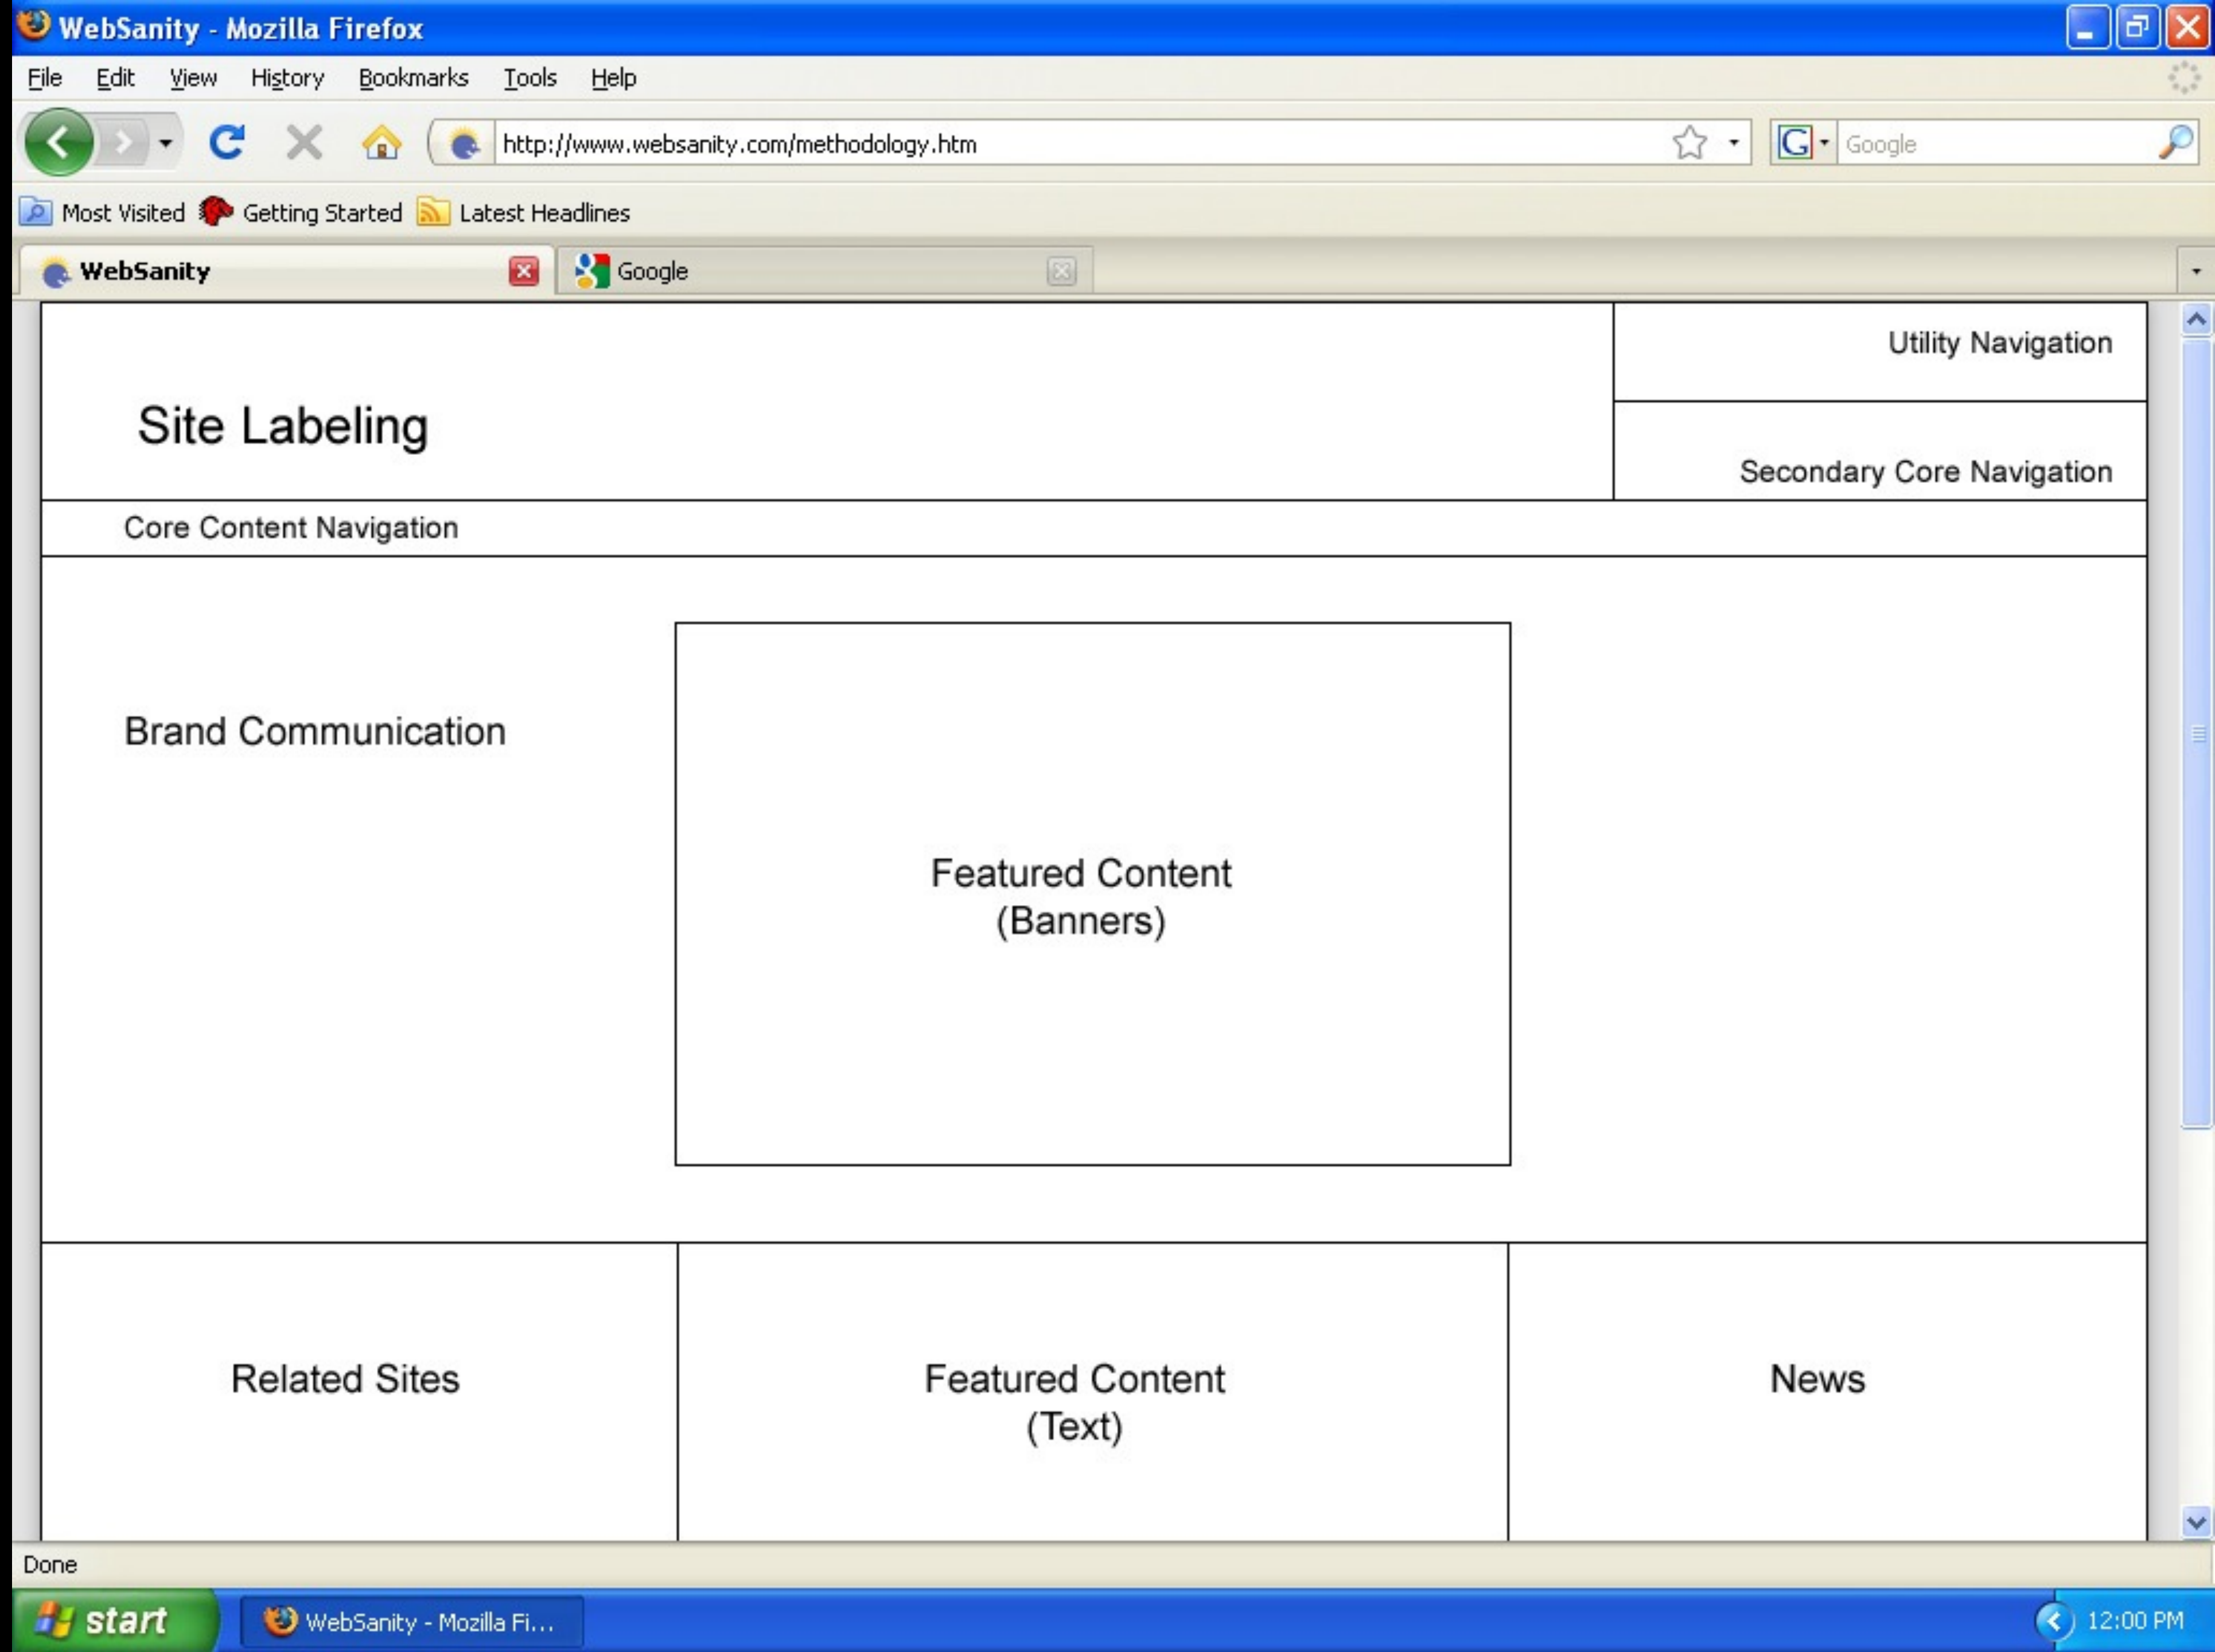 WebSanity - Mozilla Firefox
File Edit View History Bookmarks Tools Help
http://www.websanity.com/methodology.htm
G Google
Most Visited Getting Started Latest Headlines
WebSanity Google
Utility Navigation
Site Labeling
Secondary Core Navigation
Core Content Navigation
Brand Communication
Featured Content
(Banners)
Related Sites
Featured Content
(Text)
News
Done
start WebSanity - Mozilla Fi... 12:00 PM